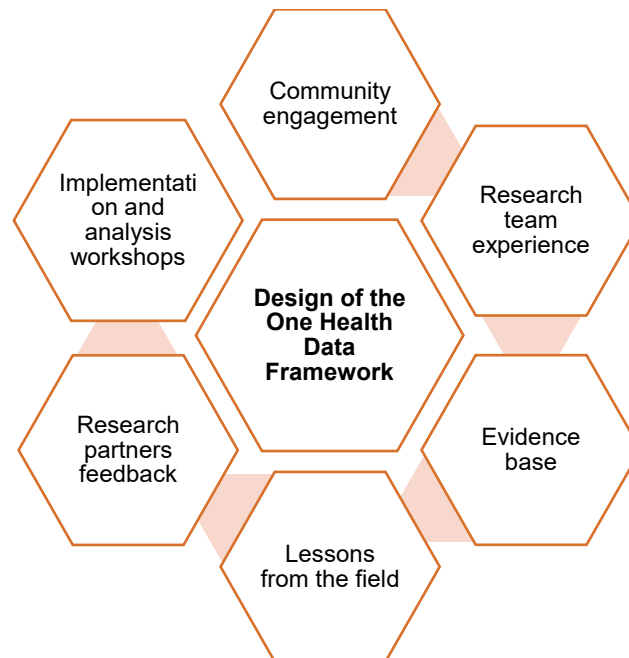 Community
engagement
Research
team
experience
Evidence
base
Lessons
from the field
Research
partners
feedback
Implementati
on and
analysis
workshops
Design of the
One Health
Data
Framework